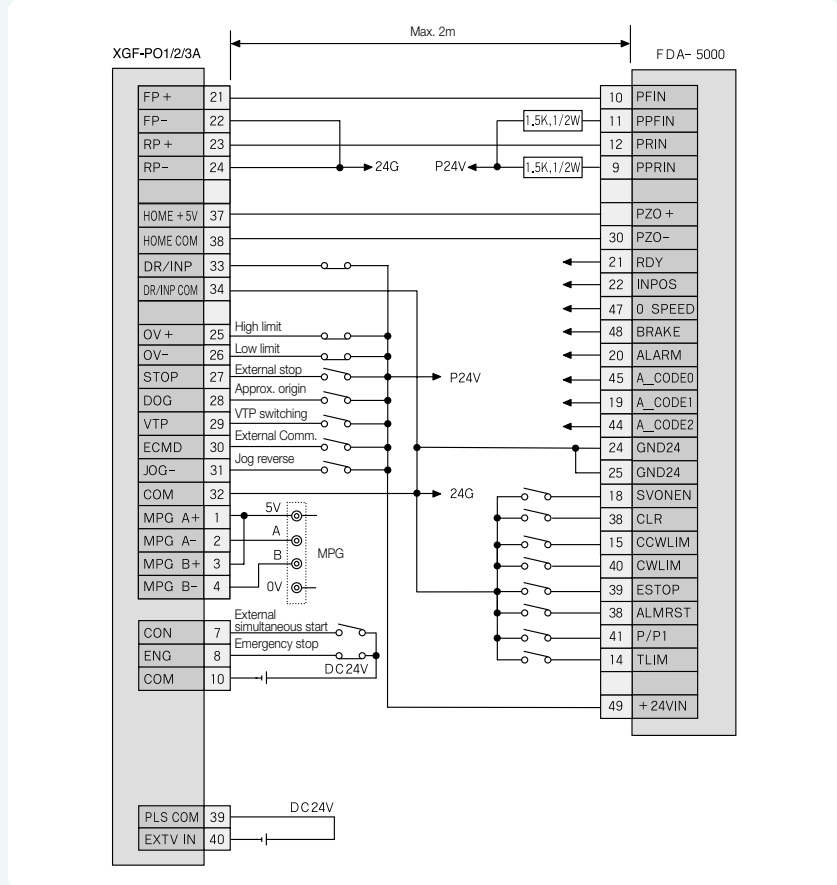 Max. 2m
XGF-PO1/2/3A
FDA-5000
FP+ 21
FP- 22
RP+ 23
RP- 24
24G
P24V
1.5K,1/2W
1.5K,1/2W
10 PFIN
11 PPFIN
12 PRIN
9 PPRIN
HOME +5V 37
HOME COM 38
DR/INP 33
DR/INP COM 34
PZO+
30 PZO-
21 RDY
22 INPOS
47 0 SPEED
48 BRAKE
20 ALARM
45 A_CODE0
19 A_CODE1
44 A_CODE2
24 GND24
25 GND24
18 SVONEN
38 CLR
15 CCWLIM
40 CWLIM
39 ESTOP
38 ALMRST
41 P/P1
14 TLIM
49 +24VIN
OV+ 25 High limit
OV- 26 Low limit
STOP 27 External stop
P24V
DOG 28 Approx. origin
VTP 29 VTP switching
ECMD 30 External Comm.
JOG- 31 Jog reverse
COM 32
24G
MPG A+ 1 5V
MPG A- 2 A
MPG B+ 3 B
MPG B- 4 0V
MPG
CON 7 External
simultaneous start
ENG 8 Emergency stop
COM 10 DC24V
PLS COM 39 DC24V
EXTV IN 40